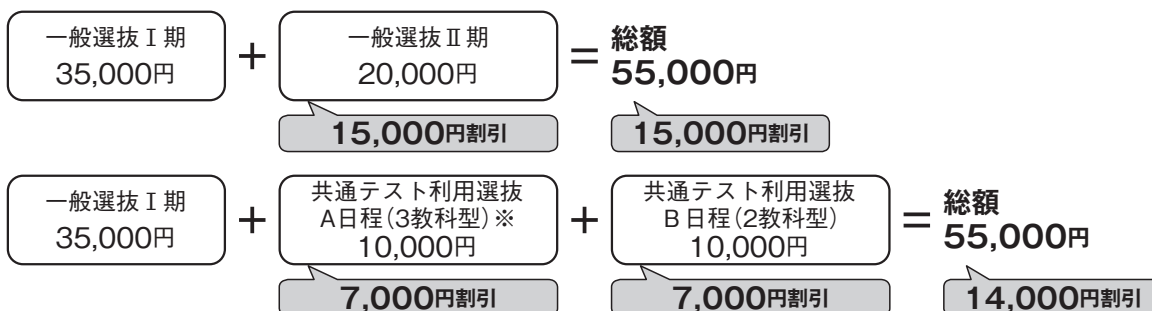 一般選抜Ⅰ期
35,000円
+
一般選抜Ⅱ期
20,000円
=
総額
55,000円
15,000円割引
15,000円割引
一般選抜Ⅰ期
35,000円
+
共通テスト利用選抜
A日程(3教科型)※
10,000円
+
共通テスト利用選抜
B日程(2教科型)
10,000円
=
総額
55,000円
7,000円割引
7,000円割引
14,000円割引